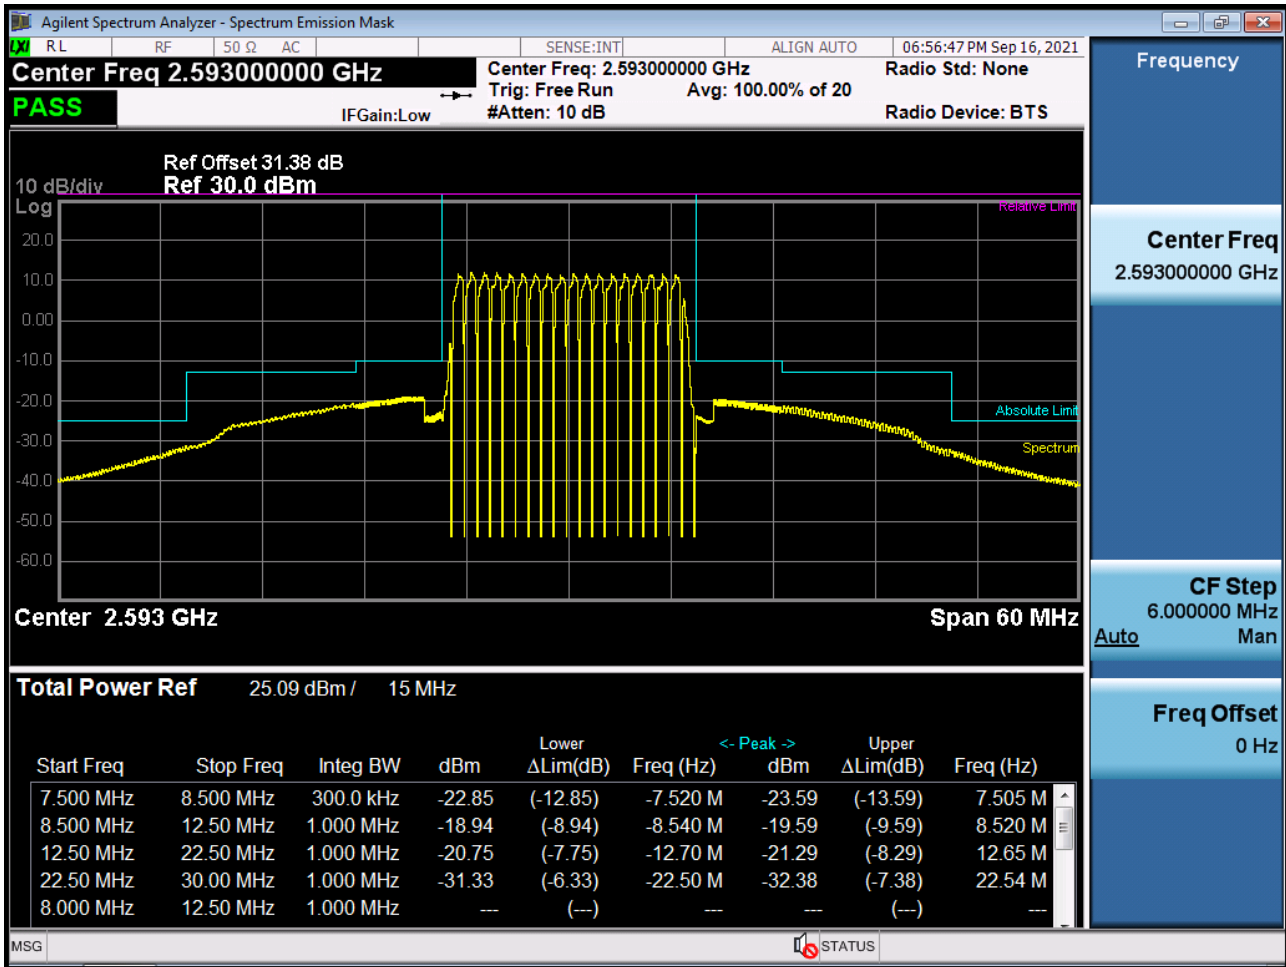 Agilent Spectrum Analyzer - Spectrum Emission Mask
LXI RL RF 50 Ω AC SENSE:INT ALIGN AUTO 06:56:47 PM Sep 16, 2021
Center Freq 2.593000000 GHz Center Freq: 2.593000000 GHz Radio Std: None
Trig: Free Run Avg: 100.00% of 20
PASS IFGain:Low #Atten: 10 dB Radio Device: BTS
Ref Offset 31.38 dB
10 dB/div Ref 30.0 dBm
Log
Relative Limit
20.0
10.0
0.00
-10.0
-20.0
Absolute Limit
-30.0
Spectrum
-40.0
-50.0
-60.0
Center 2.593 GHz Span 60 MHz
Total Power Ref 25.09 dBm / 15 MHz
Lower <- Peak -> Upper
Start Freq Stop Freq Integ BW dBm ΔLim(dB) Freq (Hz) dBm ΔLim(dB) Freq (Hz)
7.500 MHz 8.500 MHz 300.0 kHz -22.85 (-12.85) -7.520 M -23.59 (-13.59) 7.505 M
8.500 MHz 12.50 MHz 1.000 MHz -18.94 (-8.94) -8.540 M -19.59 (-9.59) 8.520 M
12.50 MHz 22.50 MHz 1.000 MHz -20.75 (-7.75) -12.70 M -21.29 (-8.29) 12.65 M
22.50 MHz 30.00 MHz 1.000 MHz -31.33 (-6.33) -22.50 M -32.38 (-7.38) 22.54 M
8.000 MHz 12.50 MHz 1.000 MHz --- (---) --- --- (---) ---
MSG STATUS
Frequency
Center Freq
2.593000000 GHz
CF Step
6.000000 MHz
Auto Man
Freq Offset
0 Hz